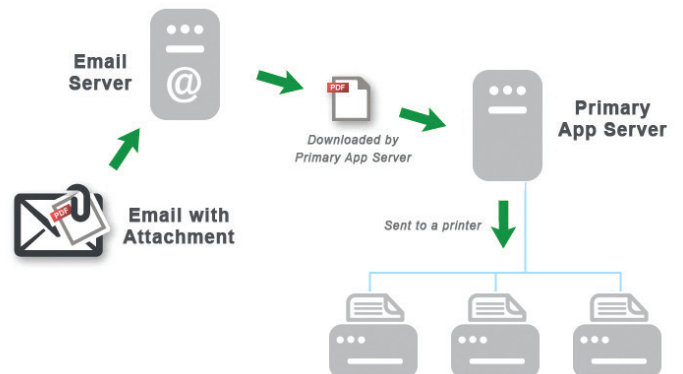 Email
Server
@
PDF
Downloaded by
Primary App Server
Primary
App Server
PDF
Email with
Attachment
Sent to a printer